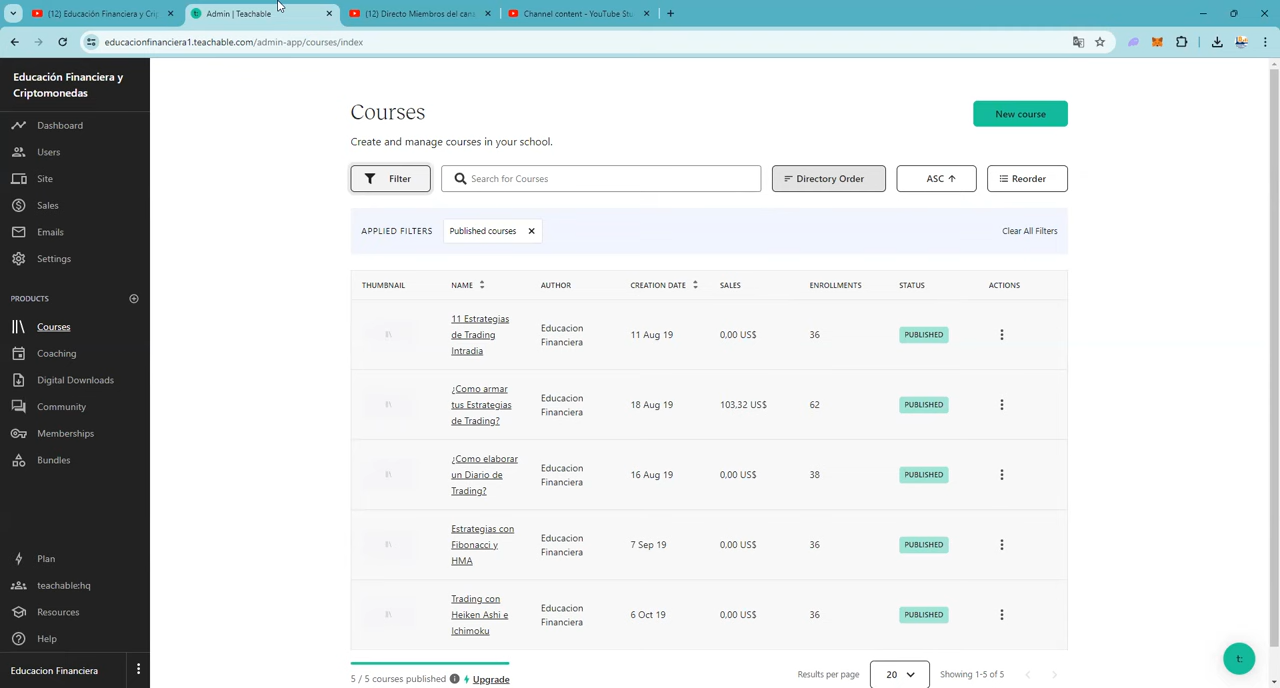 (12) Educación Financiera y Crip
Admin | Teachable
(12) Directo Miembros del cana
Channel content - YouTube Stu
educacionfinanciera1.teachable.com/admin-app/courses/index
Educación Financiera y
Criptomonedas
Dashboard
Users
Site
Sales
Emails
Settings
PRODUCTS
Courses
Coaching
Digital Downloads
Community
Memberships
Bundles
Plan
teachable:hq
Resources
Help
Educacion Financiera
Courses
New course
Create and manage courses in your school.
Filter
Search for Courses
Directory Order
ASC
Reorder
APPLIED FILTERS
Published courses
Clear All Filters
THUMBNAIL NAME AUTHOR CREATION DATE SALES ENROLLMENTS STATUS ACTIONS
11 Estrategias
de Trading
Intradia
Educacion
Financiera
11 Aug 19
0,00 US$
36
PUBLISHED
¿Como armar
tus Estrategias
de Trading?
Educacion
Financiera
18 Aug 19
103,32 US$
62
PUBLISHED
¿Como elaborar
un Diario de
Trading?
Educacion
Financiera
16 Aug 19
0,00 US$
38
PUBLISHED
Estrategias con
Fibonacci y
HMA
Educacion
Financiera
7 Sep 19
0,00 US$
36
PUBLISHED
Trading con
Heiken Ashi e
Ichimoku
Educacion
Financiera
6 Oct 19
0,00 US$
36
PUBLISHED
5 / 5 courses published
Upgrade
Results per page
20
Showing 1-5 of 5
t: